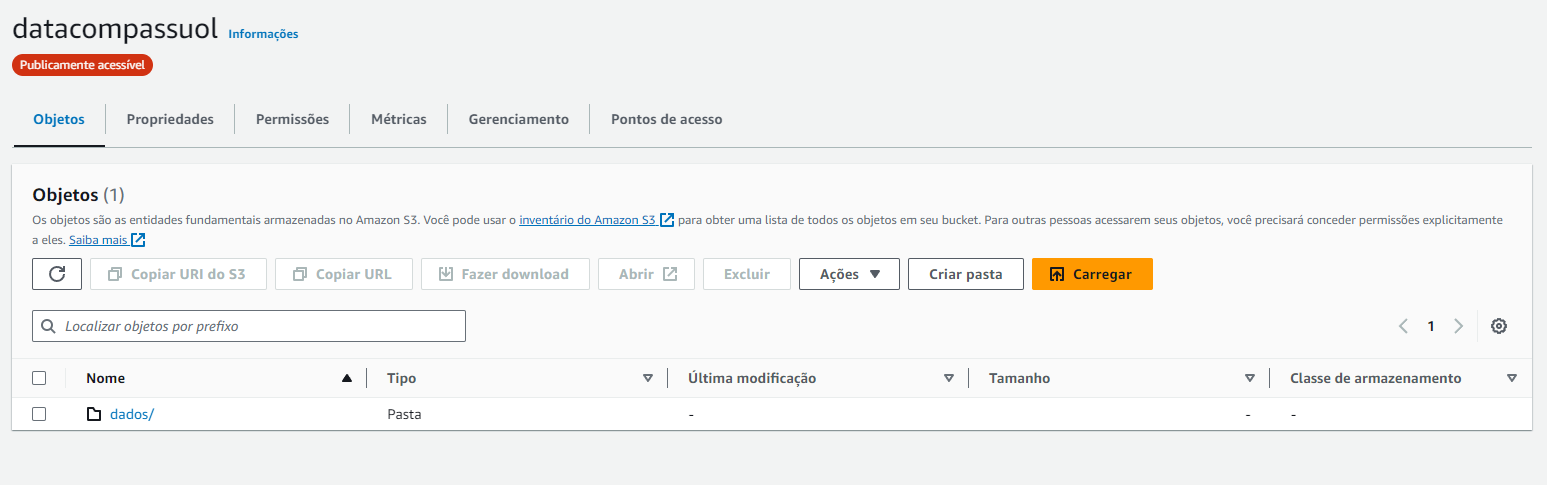 datacompassuol Informações
Publicamente acessível
Objetos Propriedades Permissões Métricas Gerenciamento Pontos de acesso
Objetos (1)
Os objetos são as entidades fundamentais armazenadas no Amazon S3. Você pode usar o inventário do Amazon S3 para obter uma lista de todos os objetos em seu bucket. Para outras pessoas acessarem seus objetos, você precisará conceder permissões explicitamente
a eles. Saiba mais
Copiar URI do S3 Copiar URL Fazer download Abrir Excluir Ações Criar pasta Carregar
Localizar objetos por prefixo 1
Nome Tipo Última modificação Tamanho Classe de armazenamento
dados/ Pasta - - -